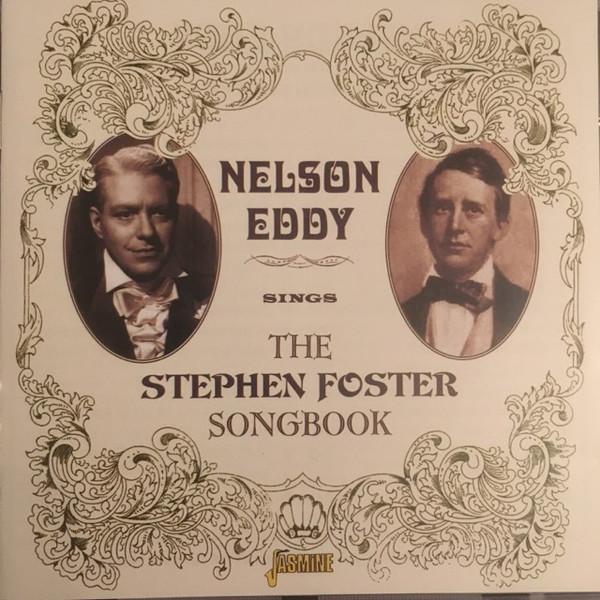 NELSON
EDDY
SINGS
THE
STEPHEN FOSTER
SONGBOOK
JASMINE